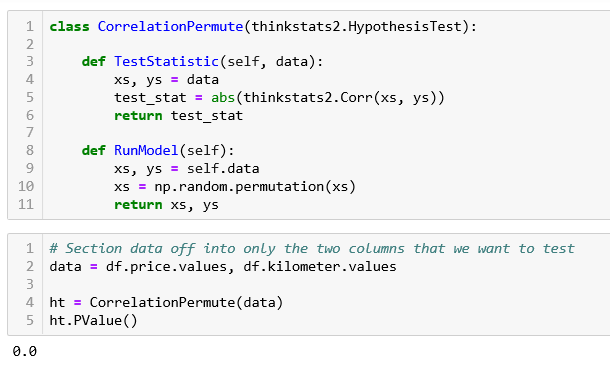 1 class CorrelationPermute(thinkstats2.HypothesisTest):
2
3     def TestStatistic(self, data):
4         xs, ys = data
5         test_stat = abs(thinkstats2.Corr(xs, ys))
6         return test_stat
7
8     def RunModel(self):
9         xs, ys = self.data
10         xs = np.random.permutation(xs)
11         return xs, ys
1 # Section data off into only the two columns that we want to test
2 data = df.price.values, df.kilometer.values
3
4 ht = CorrelationPermute(data)
5 ht.PValue()
0.0